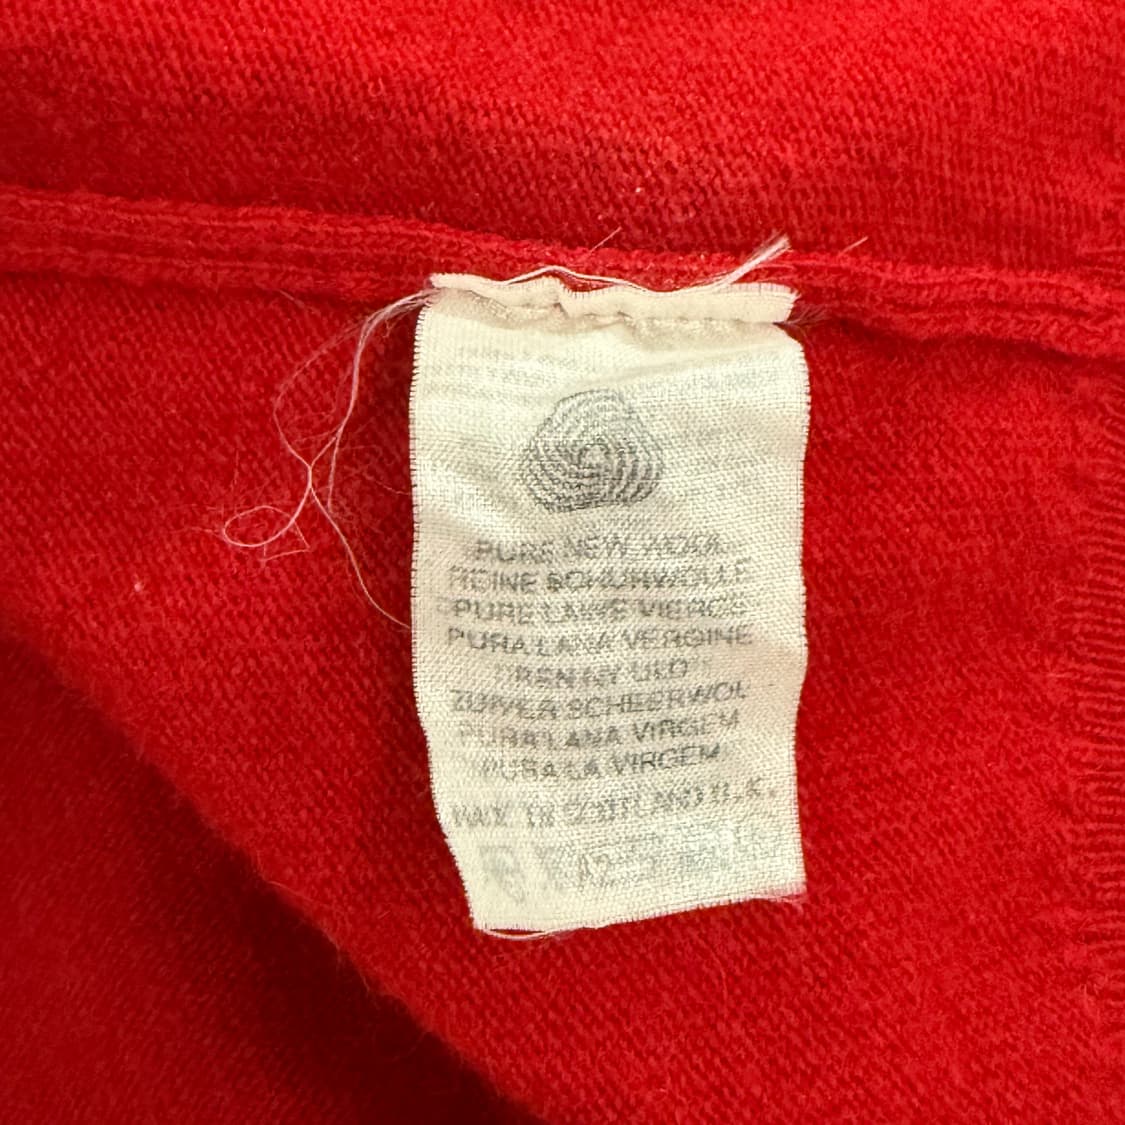 PURE NEW WOOL
REINE SCHURWOLLE
PURE LAINE VIERGE
PURA LANA VERGINE
REN NY ULD
ZUIVER SCHEERWOL
PURA LANA VIRGEM
PURA LA VIRGEM
MADE IN SCOTLAND U.K.